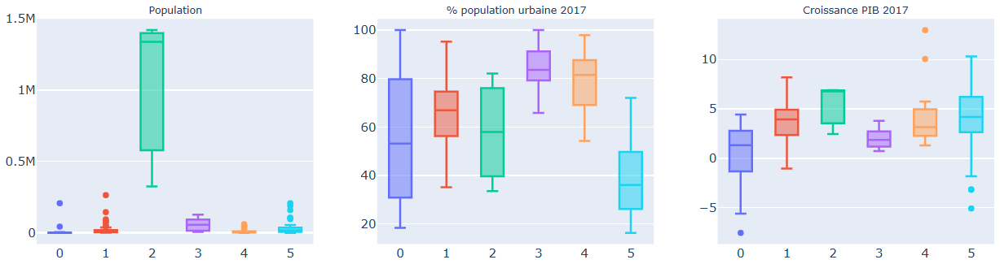 Population
% population urbaine 2017
Croissance PIB 2017
1.5M
1M
0.5M
0
0 1 2 3 4 5
100
80
60
40
20
0 1 2 3 4 5
10
5
0
−5
0 1 2 3 4 5